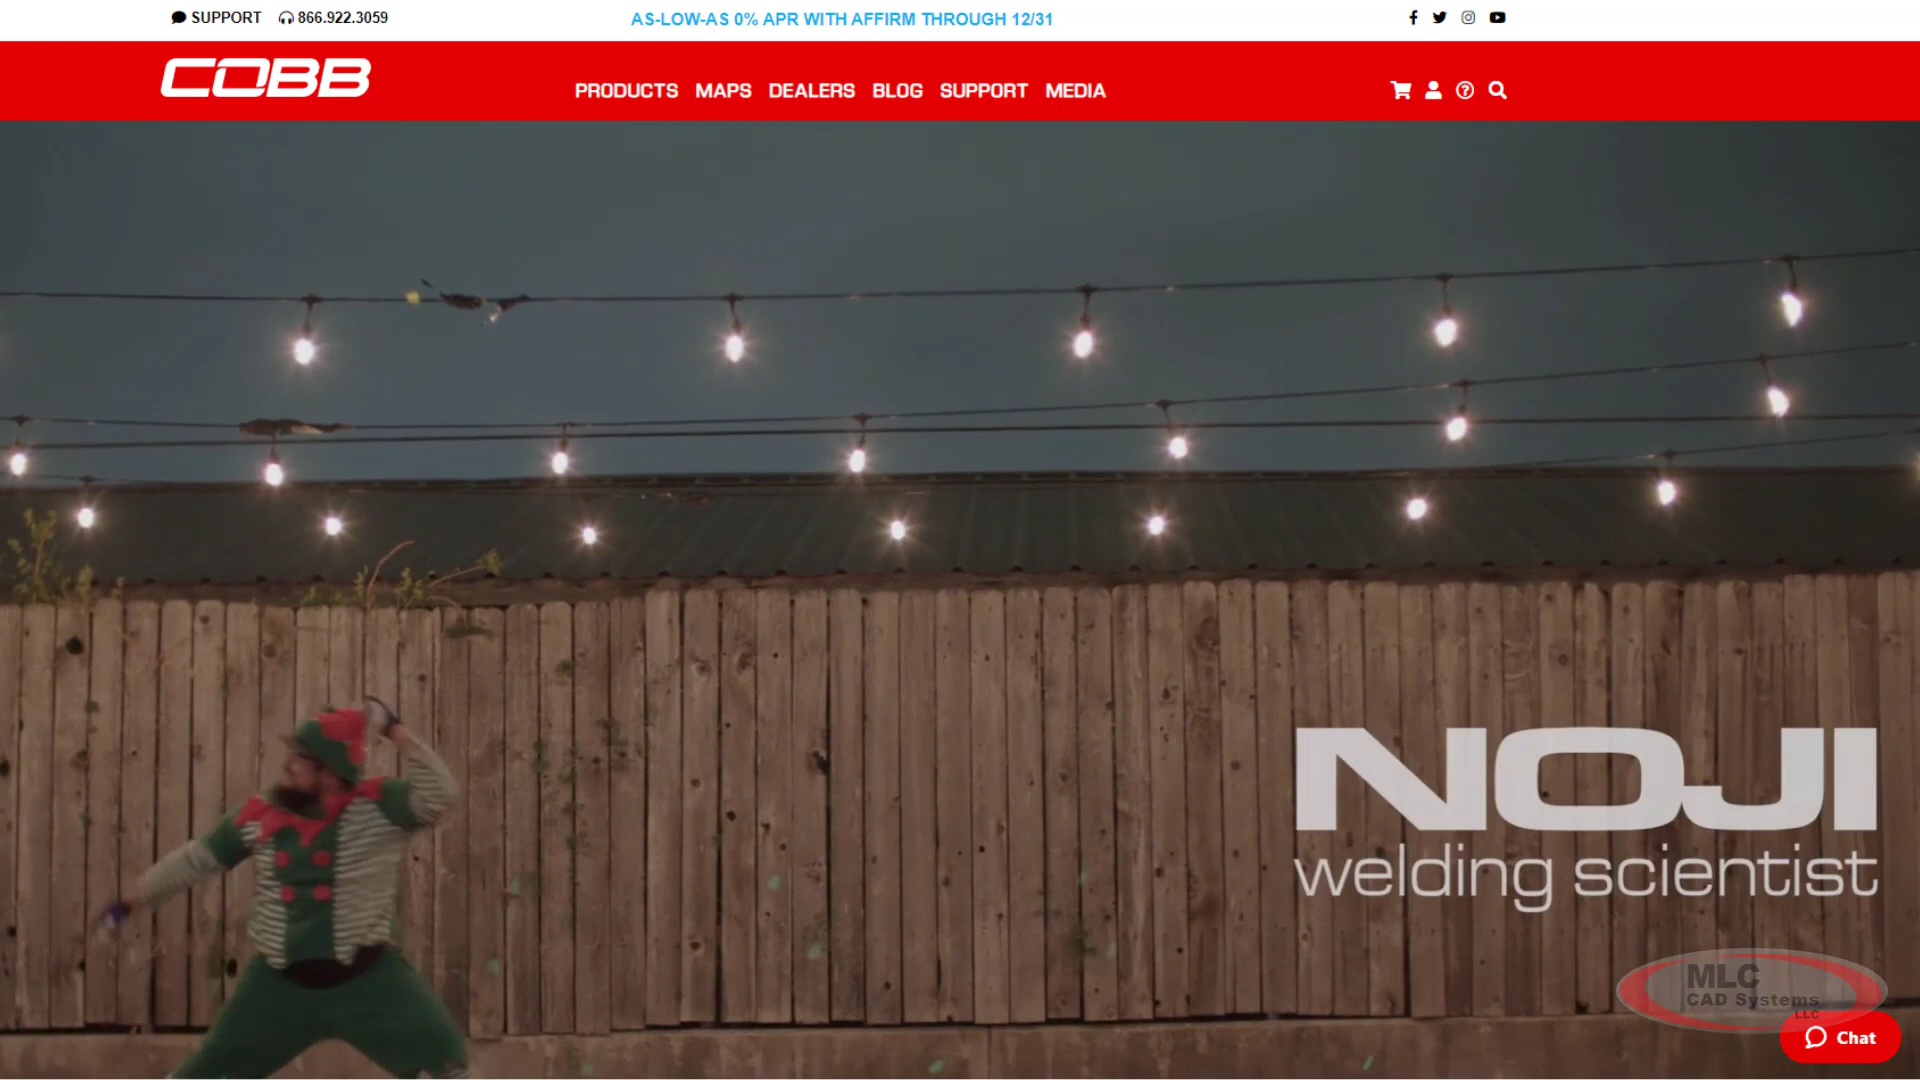 SUPPORT 866.922.3059
AS-LOW-AS 0% APR WITH AFFIRM THROUGH 12/31
COBB
PRODUCTS MAPS DEALERS BLOG SUPPORT MEDIA
NOJI
welding scientist
MLC
CAD Systems
LLC
Chat